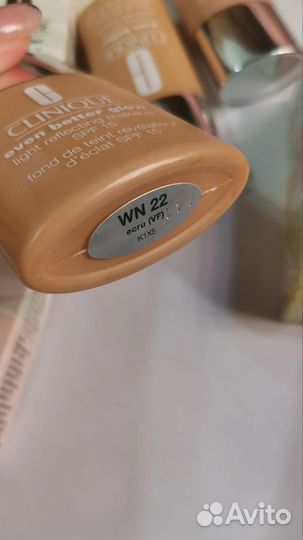 CLINIQUE
even better glow
light reflecting makeup
SPF 15
fond de teint révélateur
d'éclat SPF 15
WN 22
ecru (VF)
K1X5
Avito